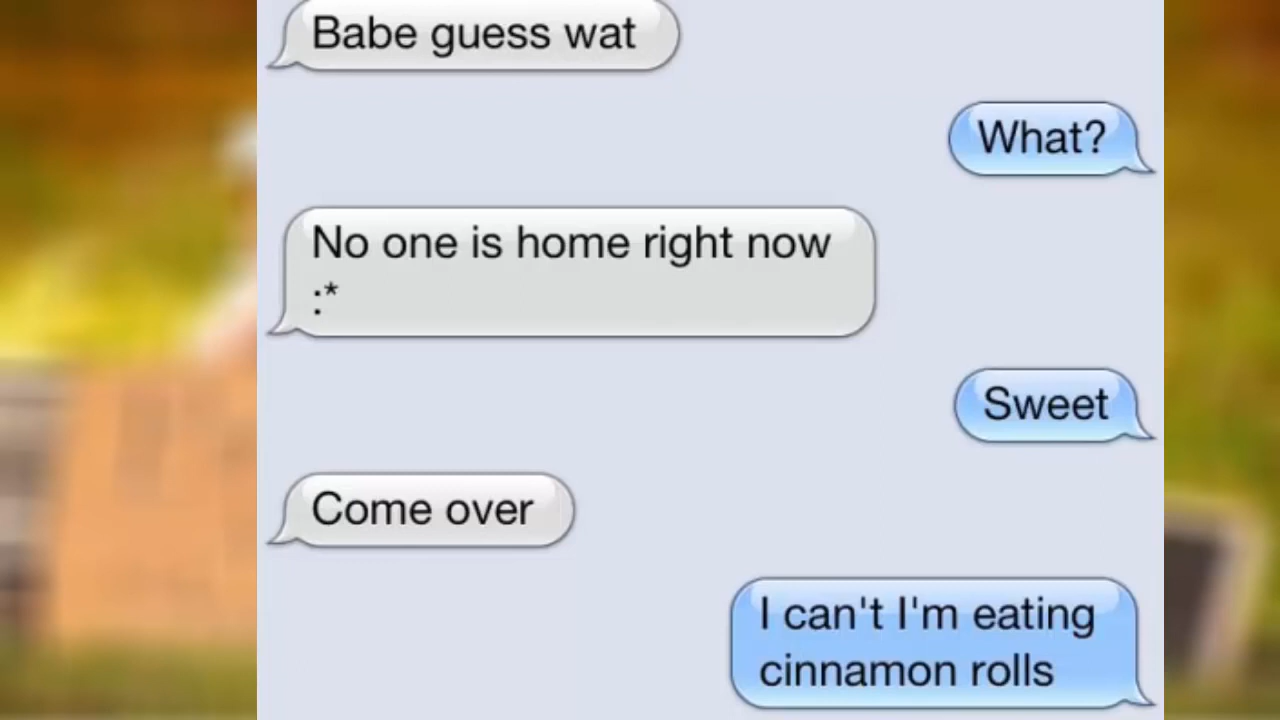 Babe guess wat
What?
No one is home right now
:*
Sweet
Come over
I can't I'm eating
cinnamon rolls